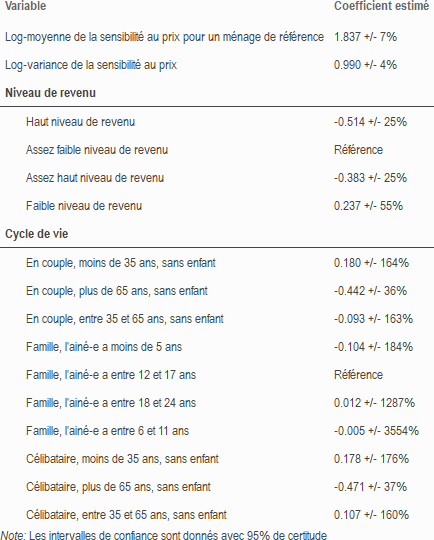 Variable Coefficient estimé
Log-moyenne de la sensibilité au prix pour un ménage de référence 1.837 +/- 7%
Log-variance de la sensibilité au prix 0.990 +/- 4%
Niveau de revenu
Haut niveau de revenu -0.514 +/- 25%
Assez faible niveau de revenu Référence
Assez haut niveau de revenu -0.383 +/- 25%
Faible niveau de revenu 0.237 +/- 55%
Cycle de vie
En couple, moins de 35 ans, sans enfant 0.180 +/- 164%
En couple, plus de 65 ans, sans enfant -0.442 +/- 36%
En couple, entre 35 et 65 ans, sans enfant -0.093 +/- 163%
Famille, l'ainé-e a moins de 5 ans -0.104 +/- 184%
Famille, l'ainé-e a entre 12 et 17 ans Référence
Famille, l'ainé-e a entre 18 et 24 ans 0.012 +/- 1287%
Famille, l'ainé-e a entre 6 et 11 ans -0.005 +/- 3554%
Célibataire, moins de 35 ans, sans enfant 0.178 +/- 176%
Célibataire, plus de 65 ans, sans enfant -0.471 +/- 37%
Célibataire, entre 35 et 65 ans, sans enfant 0.107 +/- 160%
Note: Les intervalles de confiance sont donnés avec 95% de certitude